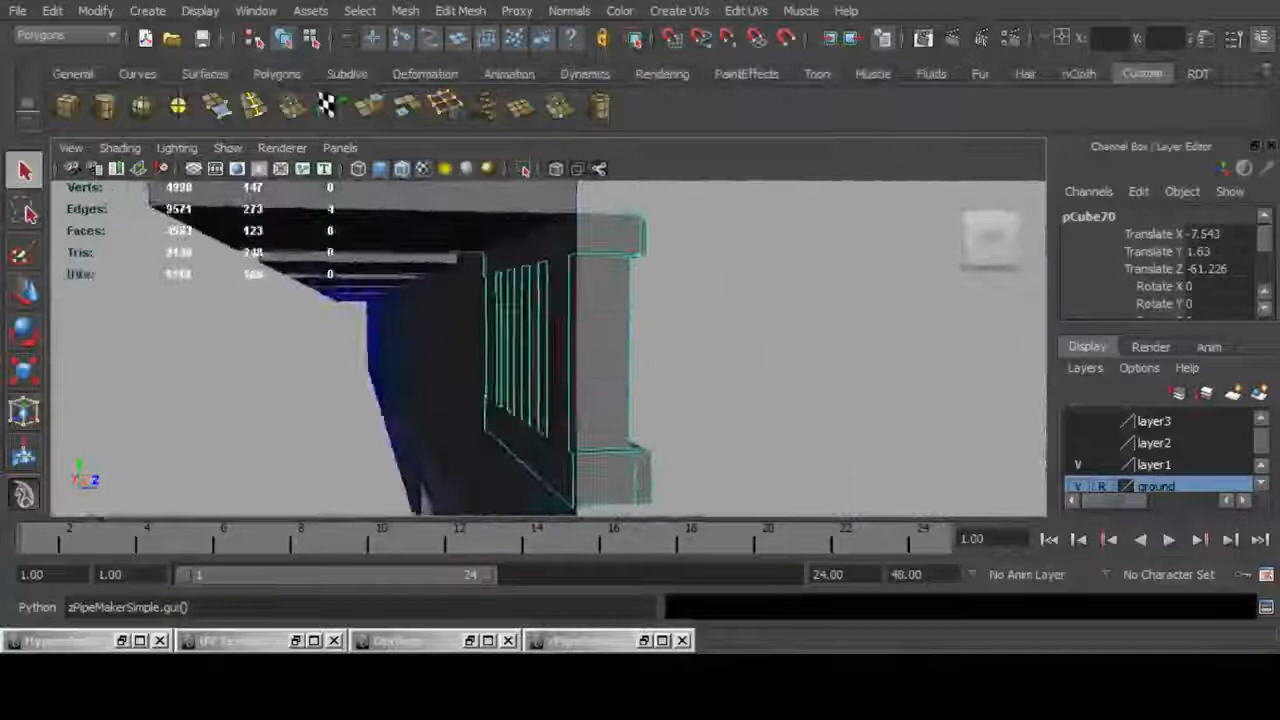 File Edit Modify Create Display Window Assets Select Mesh Edit Mesh Proxy Normals Color Create UVs Edit UVs Muscle Help
Polygons X: Y:
General Curves Surfaces Polygons Subdivs Deformation Animation Dynamics Rendering PaintEffects Toon Muscle Fluids Fur Hair nCloth Custom RDT
View Shading Lighting Show Renderer Panels
Channel Box / Layer Editor
Channels Edit Object Show
pCube70
Translate X -7.543
Translate Y 1.63
Translate Z -61.226
Rotate X 0
Rotate Y 0
Verts: 4990 147 0
Edges: 9571 273 4
Faces: 123 0
Tris: 0
UVs: 0
Display Render Anim
Layers Options Help
layer3
layer2
V layer1
V R ground
2 4 6 8 10 12 14 16 18 20 22 24 1.00
1.00 1.00 1 24 24.00 48.00 No Anim Layer No Character Set
Python zPipeMakerSimple.gui()